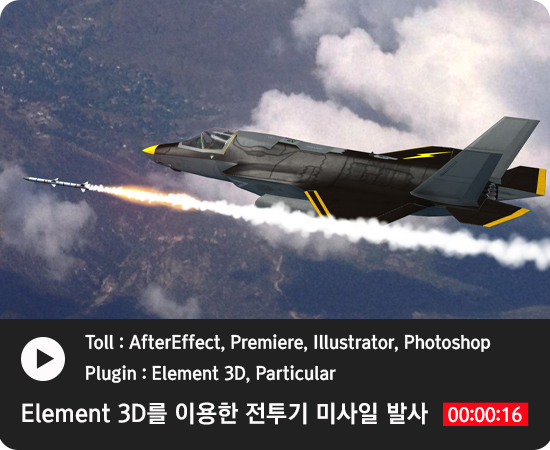 Toll : AfterEffect, Premiere, Illustrator, Photoshop
Plugin : Element 3D, Particular
Element 3D를 이용한 전투기 미사일 발사 00:00:16